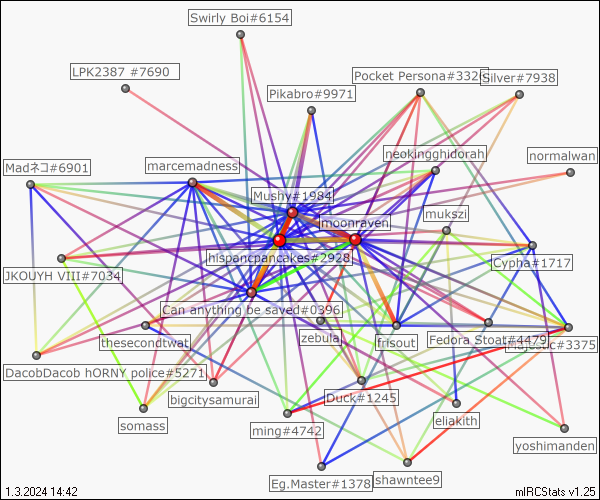 Swirly Boi#6154
LPK2387 #7690
Pocket Persona#3326
Silver#7938
Pikabro#9971
neokingghidorah
normalwan
Madネコ#6901
marcemadness
Mushy#1984
mukszi
moonraven
hispancpancakes#2928
Cypha#1717
JKOUYH VIII#7034
Can anything be saved#0396
thesecondtwat
zebula
frisout
Fedora Stoat#4479
#3375
DacobDacob hORNY police#5271
bigcitysamurai
Duck#1245
somass
ming#4742
eliakith
yoshimanden
Eg.Master#1378
shawntee9
1.3.2024 14:42
mIRCStats v1.25